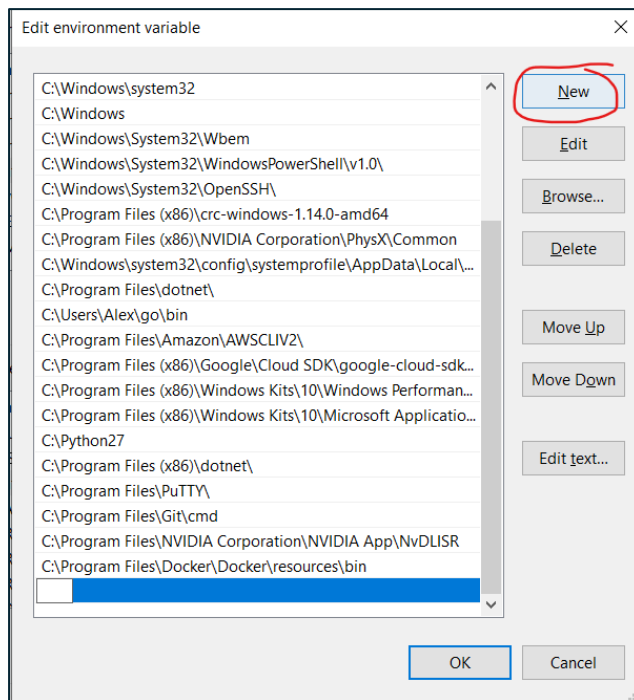 Edit environment variable
C:\Windows\system32
C:\Windows
C:\Windows\System32\Wbem
C:\Windows\System32\WindowsPowerShell\v1.0\
C:\Windows\System32\OpenSSH\
C:\Program Files (x86)\crc-windows-1.14.0-amd64
C:\Program Files (x86)\NVIDIA Corporation\PhysX\Common
C:\Windows\system32\config\systemprofile\AppData\Local\...
C:\Program Files\dotnet\
C:\Users\Alex\go\bin
C:\Program Files\Amazon\AWSCLIV2\
C:\Program Files (x86)\Google\Cloud SDK\google-cloud-sdk...
C:\Program Files (x86)\Windows Kits\10\Windows Performan...
C:\Program Files (x86)\Windows Kits\10\Microsoft Applicatio...
C:\Python27
C:\Program Files (x86)\dotnet\
C:\Program Files\PuTTY\
C:\Program Files\Git\cmd
C:\Program Files\NVIDIA Corporation\NVIDIA App\NvDLISR
C:\Program Files\Docker\Docker\resources\bin
New
Edit
Browse...
Delete
Move Up
Move Down
Edit text...
OK
Cancel